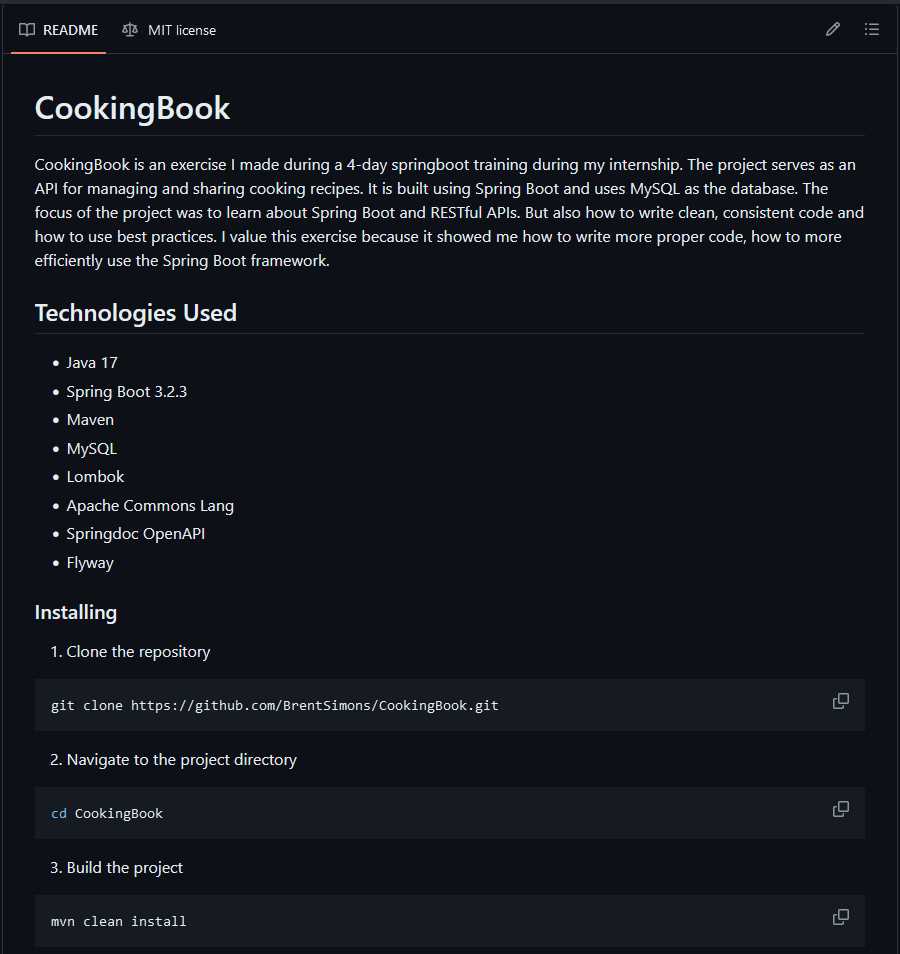 README
MIT license
CookingBook
CookingBook is an exercise I made during a 4-day springboot training during my internship. The project serves as an
API for managing and sharing cooking recipes. It is built using Spring Boot and uses MySQL as the database. The
focus of the project was to learn about Spring Boot and RESTful APIs. But also how to write clean, consistent code and
how to use best practices. I value this exercise because it showed me how to write more proper code, how to more
efficiently use the Spring Boot framework.
Technologies Used
• Java 17
• Spring Boot 3.2.3
• Maven
• MySQL
• Lombok
• Apache Commons Lang
• Springdoc OpenAPI
• Flyway
Installing
1. Clone the repository
git clone https://github.com/BrentSimons/CookingBook.git
2. Navigate to the project directory
cd CookingBook
3. Build the project
mvn clean install